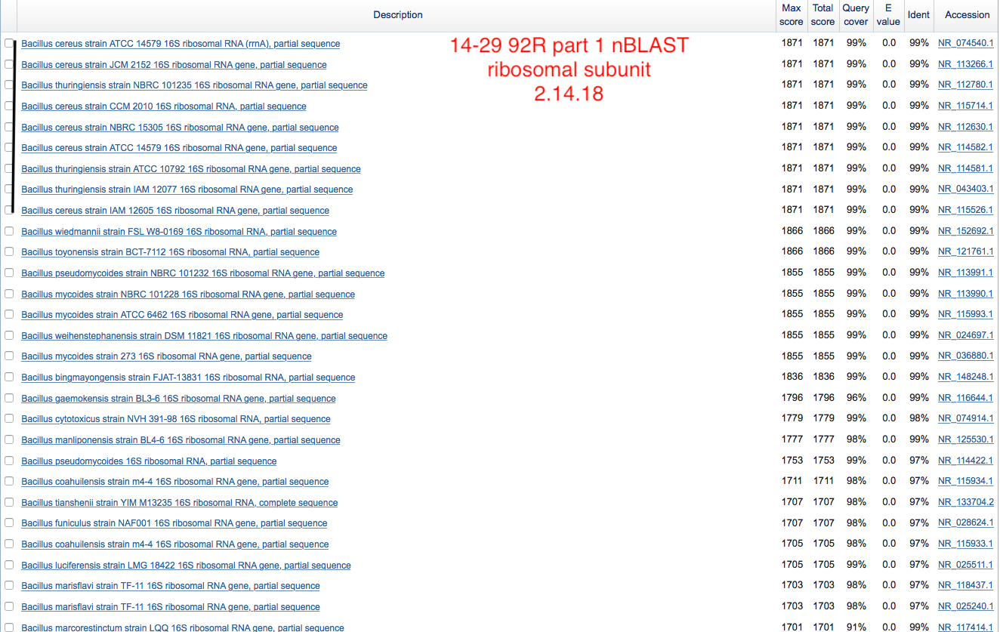 Description Max score Total score Query cover E value Ident Accession
14-29 92R part 1 nBLAST
ribosomal subunit
2.14.18
Bacillus cereus strain ATCC 14579 16S ribosomal RNA (rrnA), partial sequence 1871 1871 99% 0.0 99% NR_074540.1
Bacillus cereus strain JCM 2152 16S ribosomal RNA gene, partial sequence 1871 1871 99% 0.0 99% NR_113266.1
Bacillus thuringiensis strain NBRC 101235 16S ribosomal RNA gene, partial sequence 1871 1871 99% 0.0 99% NR_112780.1
Bacillus cereus strain CCM 2010 16S ribosomal RNA, partial sequence 1871 1871 99% 0.0 99% NR_115714.1
Bacillus cereus strain NBRC 15305 16S ribosomal RNA gene, partial sequence 1871 1871 99% 0.0 99% NR_112630.1
Bacillus cereus strain ATCC 14579 16S ribosomal RNA gene, partial sequence 1871 1871 99% 0.0 99% NR_114582.1
Bacillus thuringiensis strain ATCC 10792 16S ribosomal RNA gene, partial sequence 1871 1871 99% 0.0 99% NR_114581.1
Bacillus thuringiensis strain IAM 12077 16S ribosomal RNA gene, partial sequence 1871 1871 99% 0.0 99% NR_043403.1
Bacillus cereus strain IAM 12605 16S ribosomal RNA gene, partial sequence 1871 1871 99% 0.0 99% NR_115526.1
Bacillus wiedmannii strain FSL W8-0169 16S ribosomal RNA, partial sequence 1866 1866 99% 0.0 99% NR_152692.1
Bacillus toyonensis strain BCT-7112 16S ribosomal RNA, partial sequence 1866 1866 99% 0.0 99% NR_121761.1
Bacillus pseudomycoides strain NBRC 101232 16S ribosomal RNA gene, partial sequence 1855 1855 99% 0.0 99% NR_113991.1
Bacillus mycoides strain NBRC 101228 16S ribosomal RNA gene, partial sequence 1855 1855 99% 0.0 99% NR_113990.1
Bacillus mycoides strain ATCC 6462 16S ribosomal RNA gene, partial sequence 1855 1855 99% 0.0 99% NR_115993.1
Bacillus weihenstephanensis strain DSM 11821 16S ribosomal RNA gene, partial sequence 1855 1855 99% 0.0 99% NR_024697.1
Bacillus mycoides strain 273 16S ribosomal RNA gene, partial sequence 1855 1855 99% 0.0 99% NR_036880.1
Bacillus bingmayongensis strain FJAT-13831 16S ribosomal RNA, partial sequence 1836 1836 99% 0.0 99% NR_148248.1
Bacillus gaemokensis strain BL3-6 16S ribosomal RNA gene, partial sequence 1796 1796 96% 0.0 99% NR_116644.1
Bacillus cytotoxicus strain NVH 391-98 16S ribosomal RNA, partial sequence 1779 1779 99% 0.0 98% NR_074914.1
Bacillus manliponensis strain BL4-6 16S ribosomal RNA gene, partial sequence 1777 1777 98% 0.0 99% NR_125530.1
Bacillus pseudomycoides 16S ribosomal RNA, partial sequence 1753 1753 99% 0.0 97% NR_114422.1
Bacillus coahuilensis strain m4-4 16S ribosomal RNA gene, partial sequence 1711 1711 98% 0.0 97% NR_115934.1
Bacillus tianshenii strain YIM M13235 16S ribosomal RNA, complete sequence 1707 1707 98% 0.0 97% NR_133704.2
Bacillus funiculus strain NAF001 16S ribosomal RNA gene, partial sequence 1707 1707 98% 0.0 97% NR_028624.1
Bacillus coahuilensis strain m4-4 16S ribosomal RNA gene, partial sequence 1705 1705 98% 0.0 97% NR_115933.1
Bacillus luciferensis strain LMG 18422 16S ribosomal RNA gene, partial sequence 1705 1705 99% 0.0 97% NR_025511.1
Bacillus marisflavi strain TF-11 16S ribosomal RNA gene, partial sequence 1703 1703 98% 0.0 97% NR_118437.1
Bacillus marisflavi strain TF-11 16S ribosomal RNA gene, partial sequence 1703 1703 98% 0.0 97% NR_025240.1
Bacillus marcorestinctum strain LQQ 16S ribosomal RNA gene, partial sequence 1701 1701 91% 0.0 99% NR_117414.1